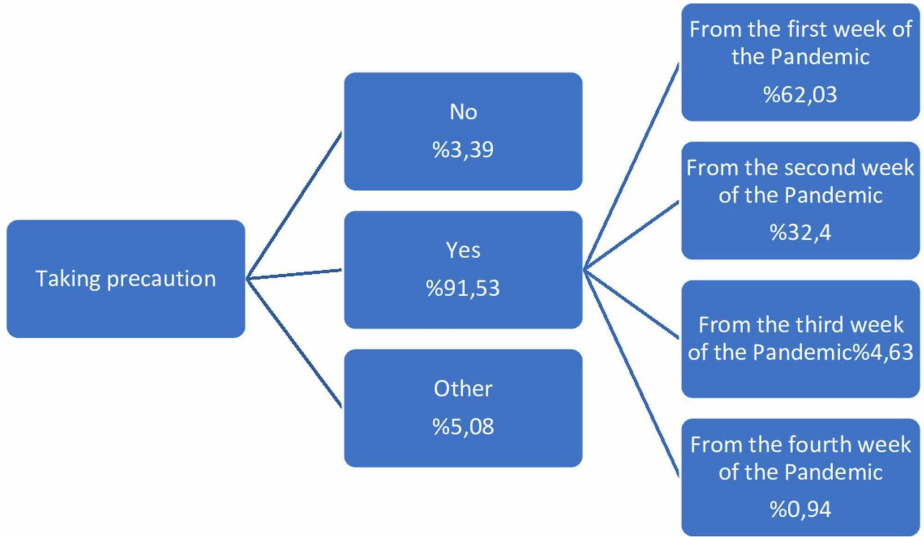 Taking precaution
No
%3,39
Yes
%91,53
Other
%5,08
From the first week of
the Pandemic
%62,03
From the second week
of the Pandemic
%32,4
From the third week
of the Pandemic%4,63
From the fourth week
of the Pandemic
%0,94